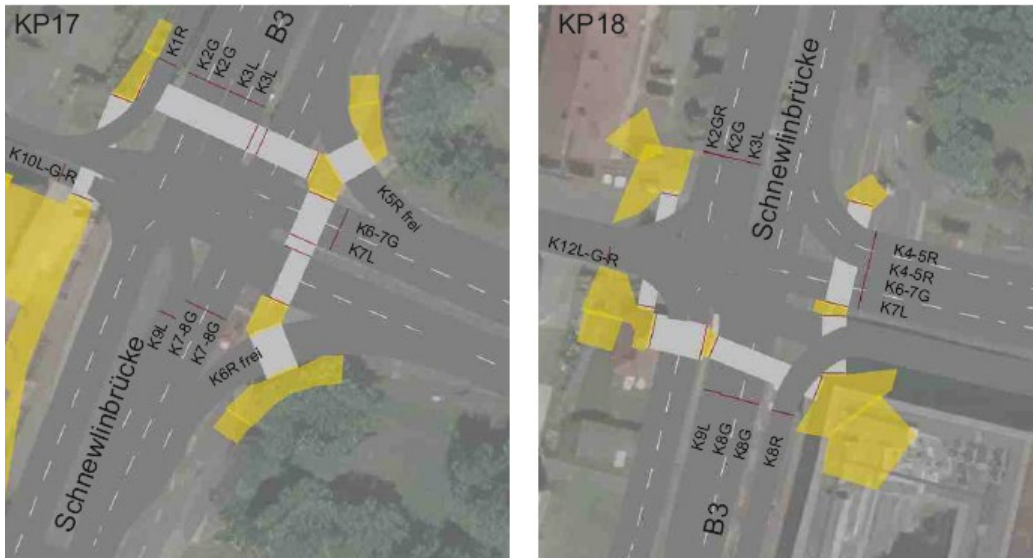 KP17
B3
K1R
K2G
K2G
K3L
K3L
K10L-G-R
K5R frei
K6-7G
K7L
K9L
K7-8G
K7-8G
K6R frei
Schnewlinbrücke
KP18
Schnewlinbrücke
K2GR
K2G
K3L
K12L-G-R
K4-5R
K4-5R
K6-7G
K7L
K9L
K8G
K8G
K8R
B3